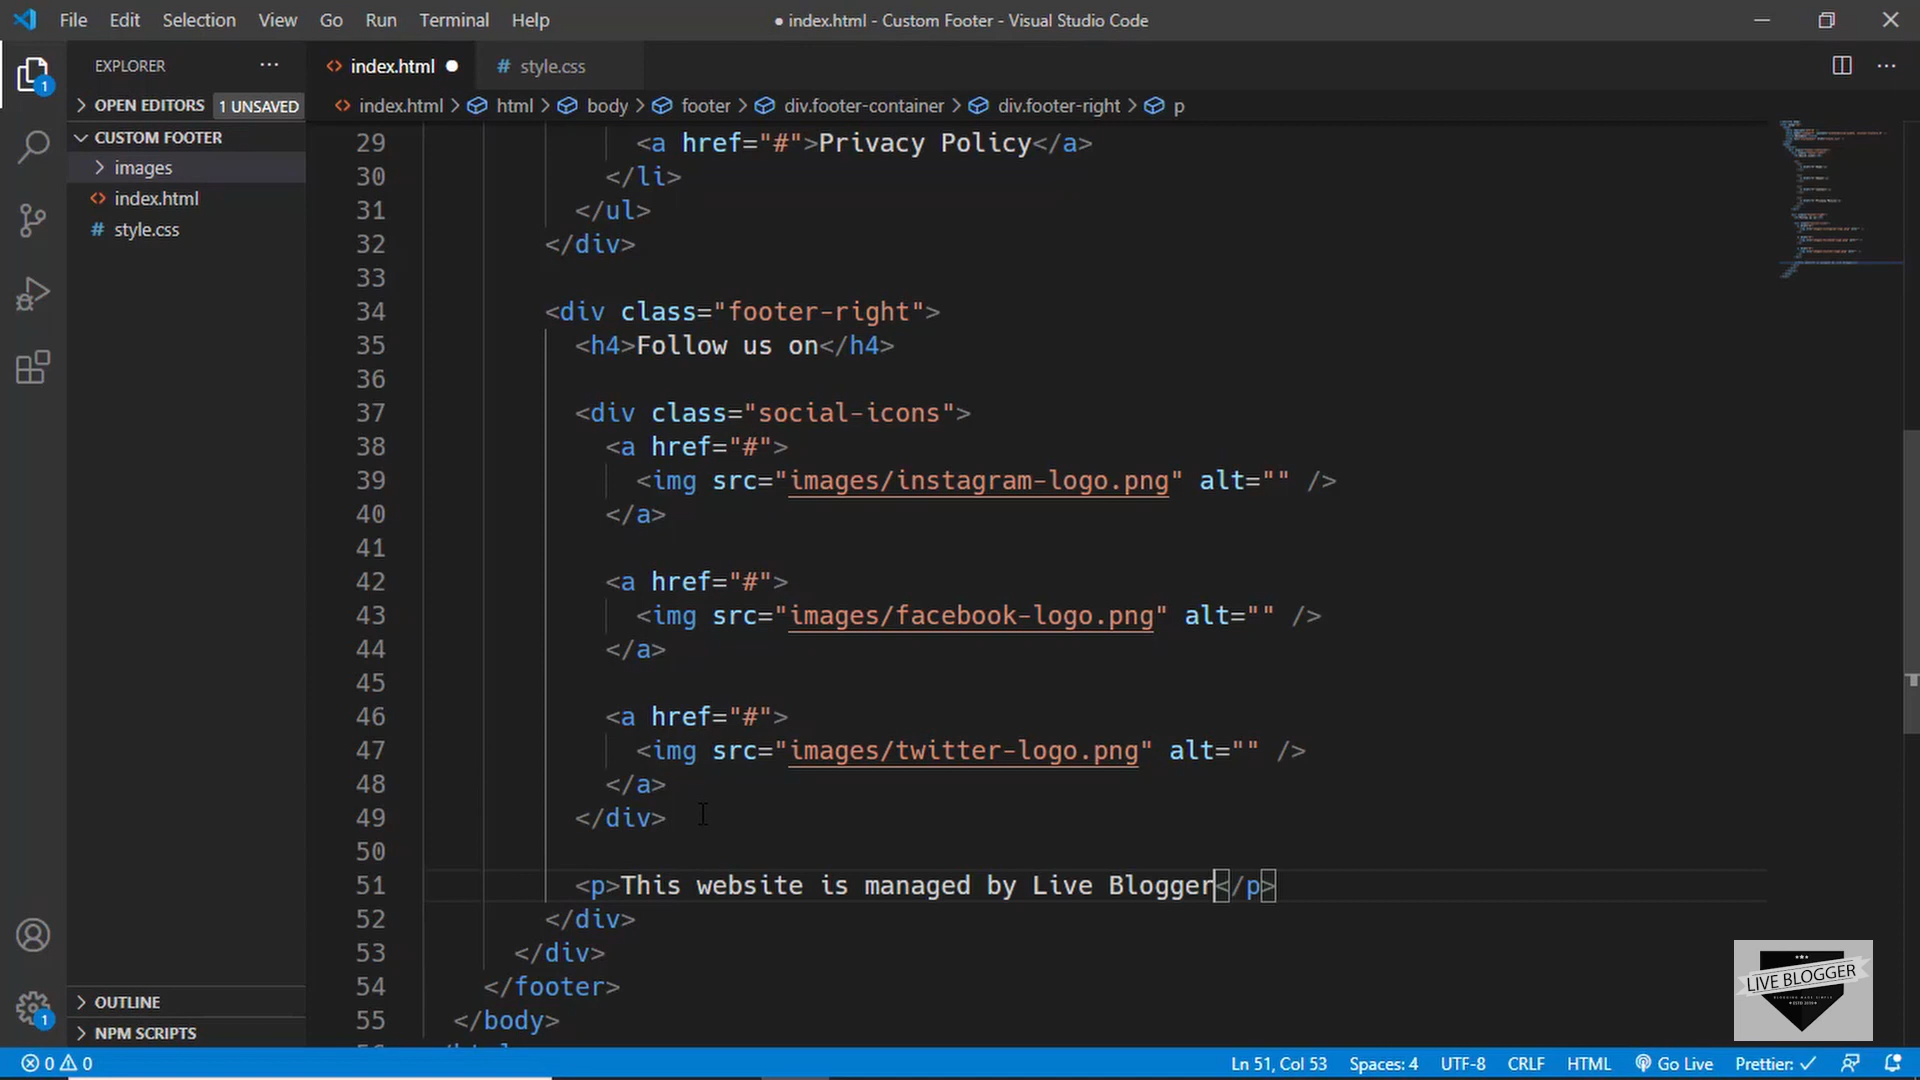 File Edit Selection View Go Run Terminal Help
● index.html - Custom Footer - Visual Studio Code
EXPLORER
OPEN EDITORS 1 UNSAVED
CUSTOM FOOTER
images
index.html
style.css
OUTLINE
NPM SCRIPTS
1
1
index.html ●
# style.css
index.html > html > body > footer > div.footer-container > div.footer-right > p
29 <a href="#">Privacy Policy</a>
30 </li>
31 </ul>
32 </div>
33
34 <div class="footer-right">
35 <h4>Follow us on</h4>
36
37 <div class="social-icons">
38 <a href="#">
39 <img src="images/instagram-logo.png" alt="" />
40 </a>
41
42 <a href="#">
43 <img src="images/facebook-logo.png" alt="" />
44 </a>
45
46 <a href="#">
47 <img src="images/twitter-logo.png" alt="" />
48 </a>
49 </div>
50
51 <p>This website is managed by Live Blogger</p>
52 </div>
53 </div>
54 </footer>
55 </body>
LIVE BLOGGER
0 0
Ln 51, Col 53 Spaces: 4 UTF-8 CRLF HTML Go Live Prettier: ✓